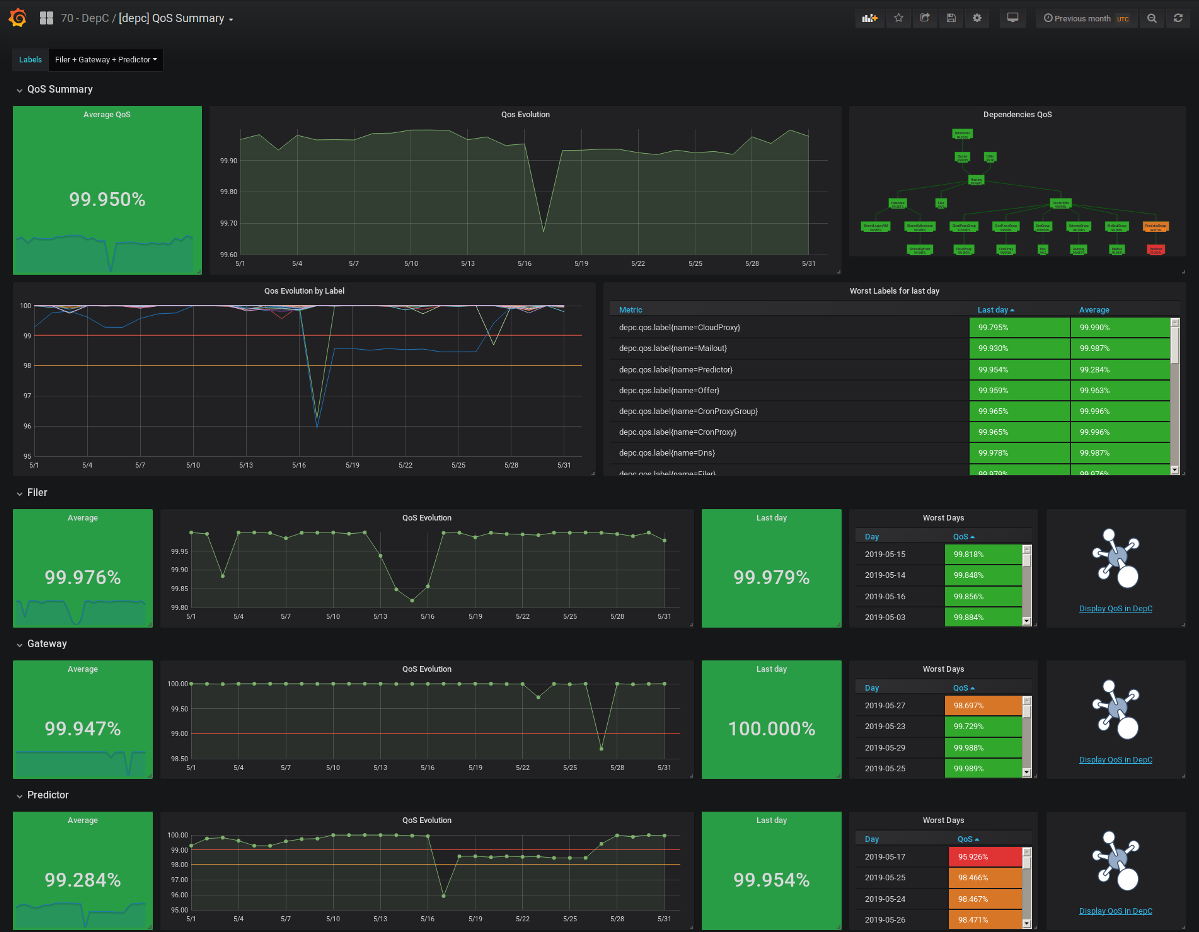 70 - DepC / [depc] QoS Summary
Previous month UTC
Labels Filer + Gateway + Predictor
QoS Summary
Average QoS
99.950%
Qos Evolution
99.90
99.80
99.70
99.60
5/1 5/4 5/7 5/10 5/13 5/16 5/19 5/22 5/25 5/28 5/31
Dependencies QoS
Qos Evolution by Label
100
99
98
97
96
95
5/1 5/4 5/7 5/10 5/13 5/16 5/19 5/22 5/25 5/28 5/31
Worst Labels for last day
Metric Last day Average
depc.qos.label{name=CloudProxy} 99.795% 99.990%
depc.qos.label{name=Mailout} 99.930% 99.987%
depc.qos.label{name=Predictor} 99.954% 99.284%
depc.qos.label{name=Offer} 99.959% 99.963%
depc.qos.label{name=CronProxyGroup} 99.965% 99.996%
depc.qos.label{name=CronProxy} 99.965% 99.996%
depc.qos.label{name=Dns} 99.978% 99.987%
depc.qos.label{name=Filer} 99.979% 99.976%
Filer
Average
99.976%
QoS Evolution
99.95
99.90
99.85
99.80
5/1 5/4 5/7 5/10 5/13 5/16 5/19 5/22 5/25 5/28 5/31
Last day
99.979%
Worst Days
Day QoS
2019-05-15 99.818%
2019-05-14 99.848%
2019-05-16 99.856%
2019-05-03 99.884%
Display QoS in DepC
Gateway
Average
99.947%
QoS Evolution
100.00
99.50
99.00
98.50
5/1 5/4 5/7 5/10 5/13 5/16 5/19 5/22 5/25 5/28 5/31
Last day
100.000%
Worst Days
Day QoS
2019-05-27 98.697%
2019-05-23 99.729%
2019-05-29 99.988%
2019-05-25 99.989%
Display QoS in DepC
Predictor
Average
99.284%
QoS Evolution
100.00
99.00
98.00
97.00
96.00
95.00
5/1 5/4 5/7 5/10 5/13 5/16 5/19 5/22 5/25 5/28 5/31
Last day
99.954%
Worst Days
Day QoS
2019-05-17 95.926%
2019-05-25 98.466%
2019-05-24 98.467%
2019-05-26 98.471%
Display QoS in DepC